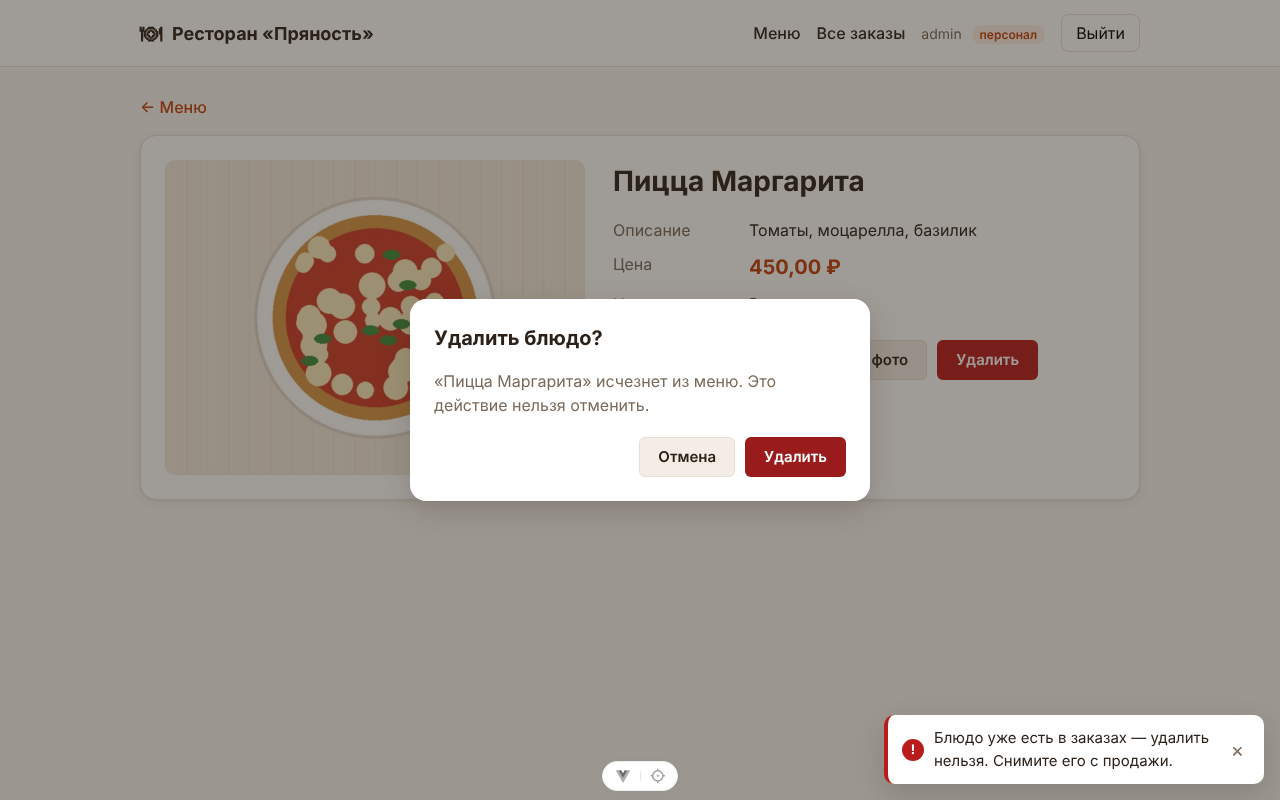 Ресторан «Пряность»
Меню Все заказы admin персонал Выйти
← Меню
Пицца Маргарита
Описание Томаты, моцарелла, базилик
Цена 450,00 ₽
фото Удалить
Удалить блюдо?
«Пицца Маргарита» исчезнет из меню. Это
действие нельзя отменить.
Отмена Удалить
Блюдо уже есть в заказах — удалить
нельзя. Снимите его с продажи.